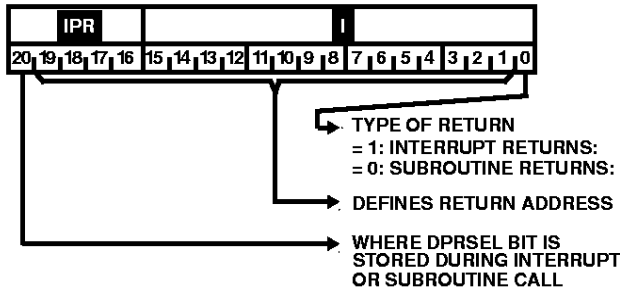 IPR I
20 19 18 17 16 15 14 13 12 11 10 9 8 7 6 5 4 3 2 1 0
TYPE OF RETURN
= 1: INTERRUPT RETURNS:
= 0: SUBROUTINE RETURNS:
DEFINES RETURN ADDRESS
WHERE DPRSEL BIT IS
STORED DURING INTERRUPT
OR SUBROUTINE CALL